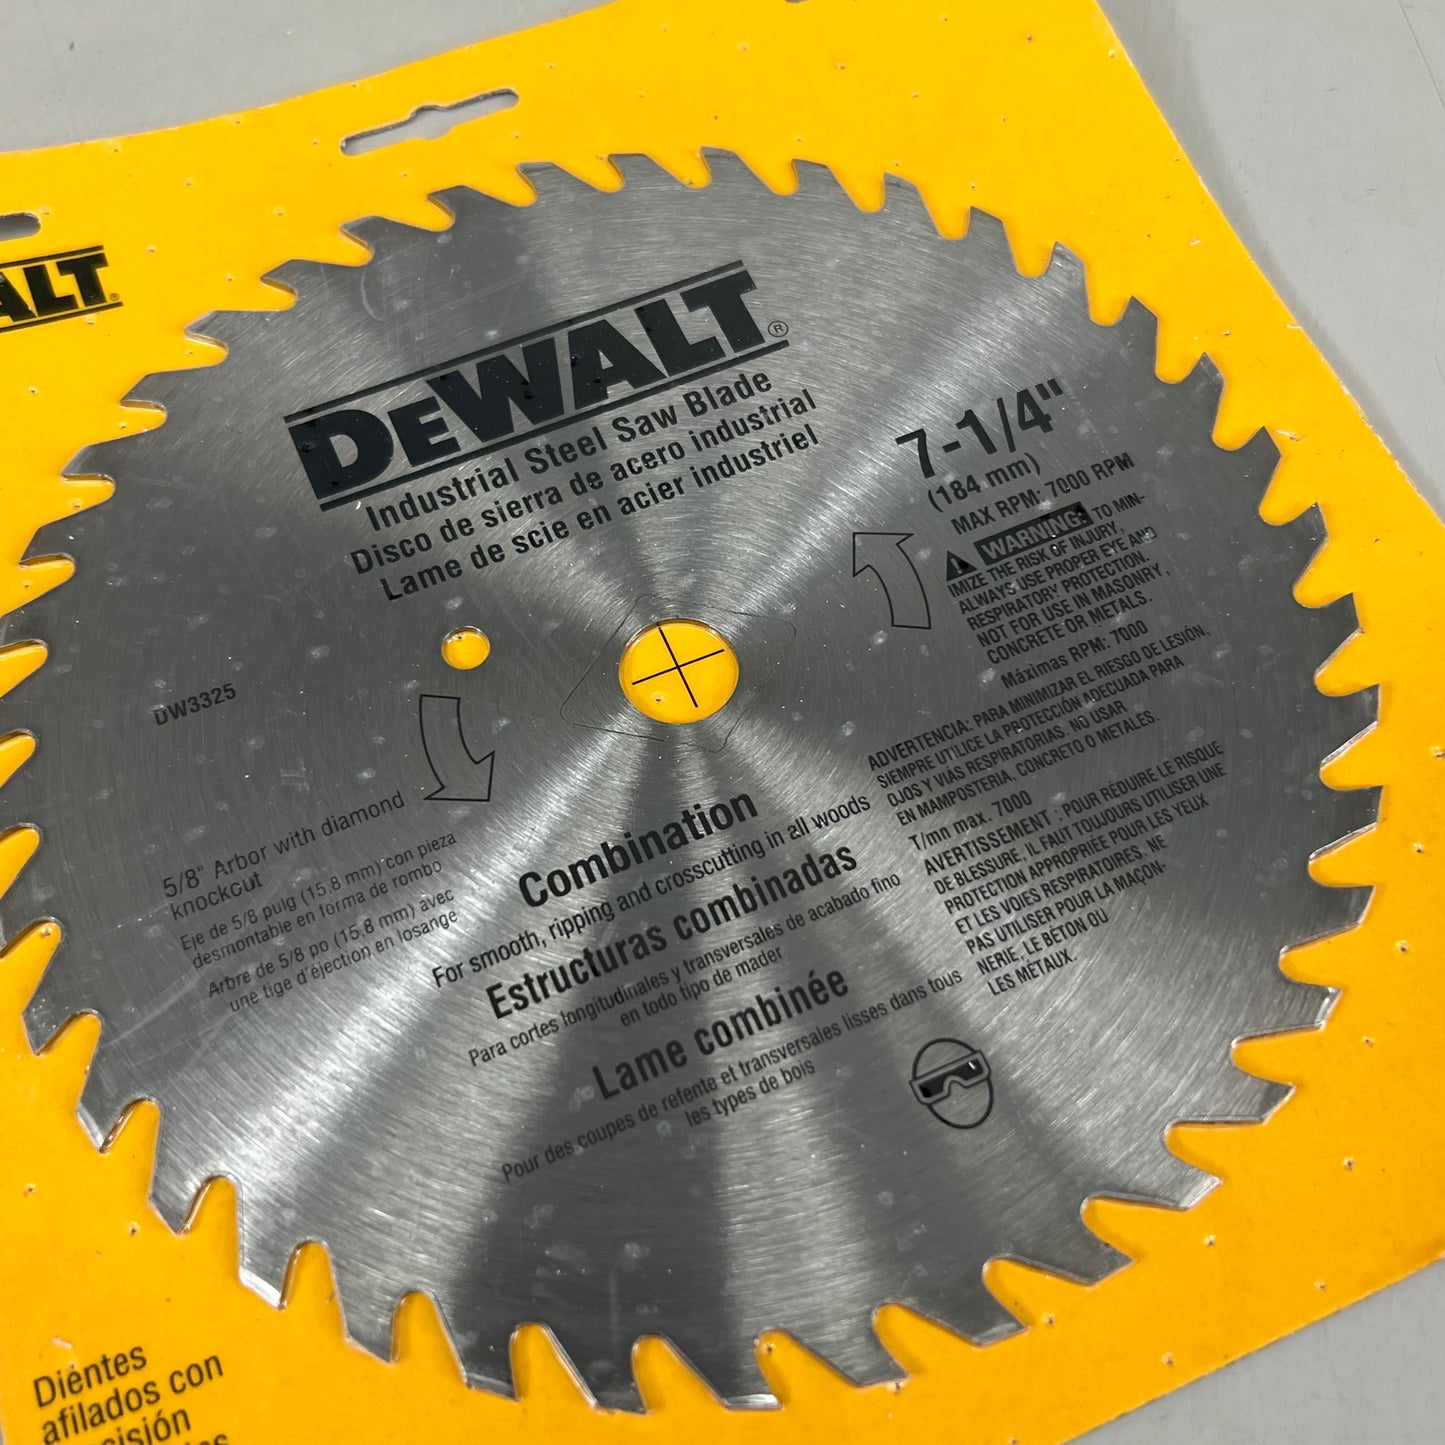 ALT®
DEWALT®
Industrial Steel Saw Blade
Disco de sierra de acero industrial
Lame de scie en acier industriel
7-1/4"
(184 mm)
MAX RPM: 7000 RPM
WARNING: TO MIN-
IMIZE THE RISK OF INJURY,
ALWAYS USE PROPER EYE AND
RESPIRATORY PROTECTION.
NOT FOR USE IN MASONRY,
CONCRETE OR METALS.
Máximas RPM: 7000
ADVERTENCIA: PARA MINIMIZAR EL RIESGO DE LESIÓN,
SIEMPRE UTILICE LA PROTECCIÓN ADECUADA PARA
OJOS Y VIÁS RESPIRATORIAS. NO USAR
EN MAMPOSTERIA, CONCRETO O METALES.
T/mn max. 7000
AVERTISSEMENT : POUR RÉDUIRE LE RISQUE
DE BLESSURE, IL FAUT TOUJOURS UTILISER UNE
PROTECTION APPROPRIÉE POUR LES YEUX
ET LES VOIES RESPIRATOIRES. NE
PAS UTILISER POUR LA MAÇON-
NERIE, LE BÉTON OU
LES MÉTAUX.
DW3325
5/8" Arbor with diamond
knockout
Eje de 5/8 pulg (15.8 mm) con pieza
desmontable en forma de rombo
Arbre de 5/8 po (15.8 mm) avec
une tige d'éjection en losange
Combination
For smooth, ripping and crosscutting in all woods
Estructuras combinadas
Para cortes longitudinales y transversales de acabado fino
en todo tipo de mader
Lame combinée
Pour des coupes de refente et transversales lisses dans tous
les types de bois
Diéntes
afilados con
cisión